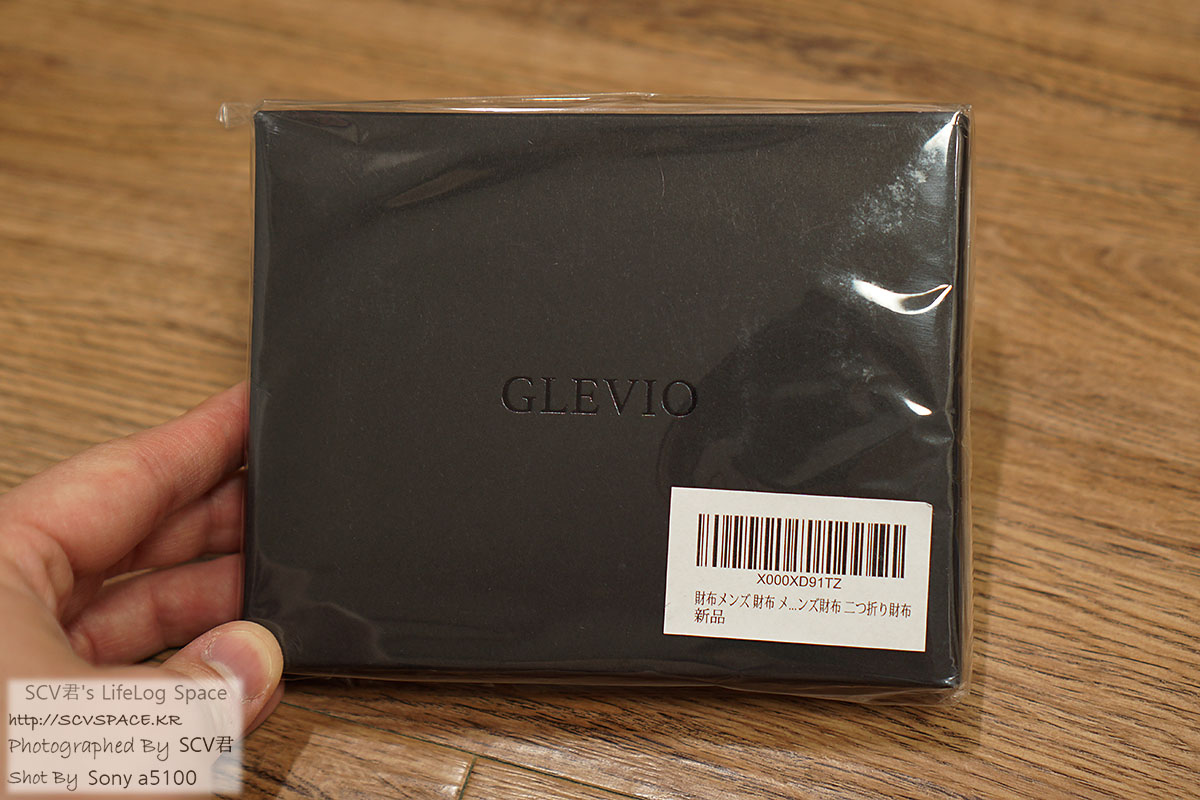 GLEVIO
X000XD91TZ
財布メンズ 財布 メ...ンズ財布 二つ折り財布
新品
SCV君's LifeLog Space
http://SCVSPACE.KR
Photographed By SCV君
Shot By Sony a5100